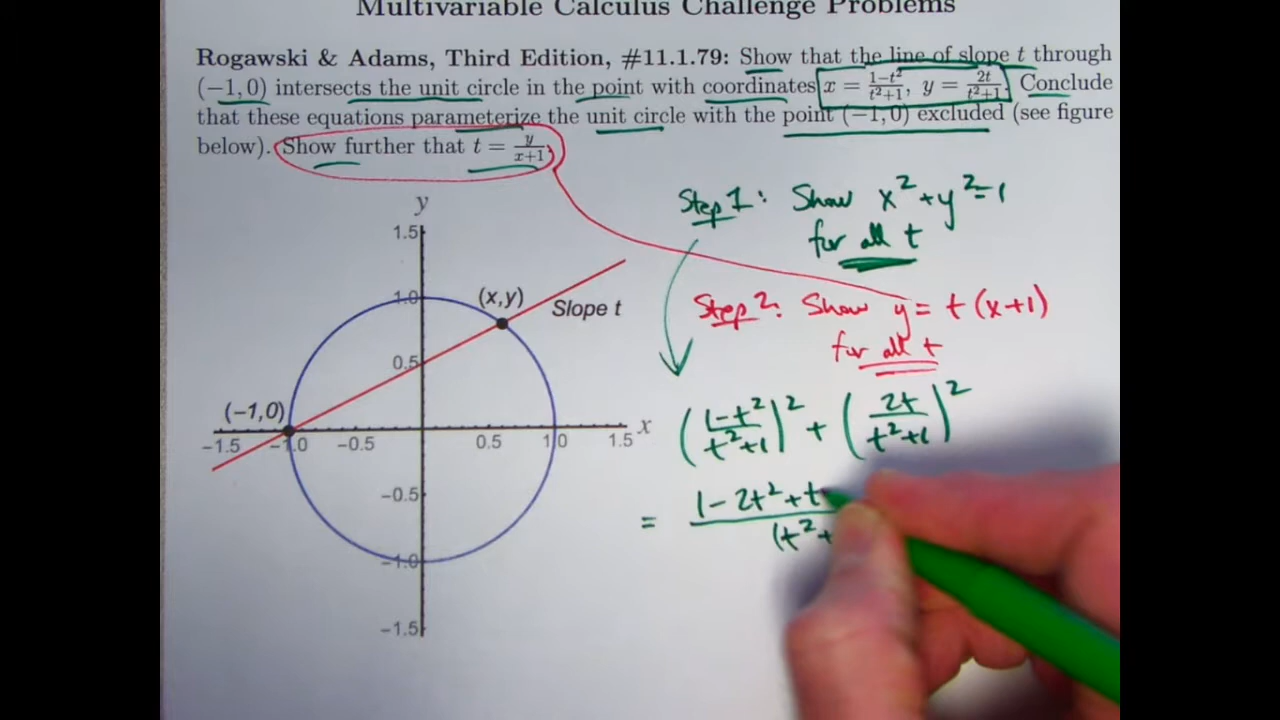 Multivariable Calculus Challenge Problems
Rogawski & Adams, Third Edition, #11.1.79: Show that the line of slope t through
(−1, 0) intersects the unit circle in the point with coordinates x = (1−t²)/(t²+1), y = 2t/(t²+1). Conclude
that these equations parameterize the unit circle with the point (−1, 0) excluded (see figure
below). Show further that t = y/(x+1).
Step 1: Show x² + y² = 1
for all t
Step 2: Show y = t (x+1)
for all t
((1−t²)/(t²+1))² + (2t/(t²+1))²
= (1 − 2t² + t
(t² +
y
1.5
1.0
0.5
−0.5
−1.0
−1.5
(x,y)
Slope t
(−1,0)
−1.5 −1.0 −0.5 0.5 1.0 1.5 x